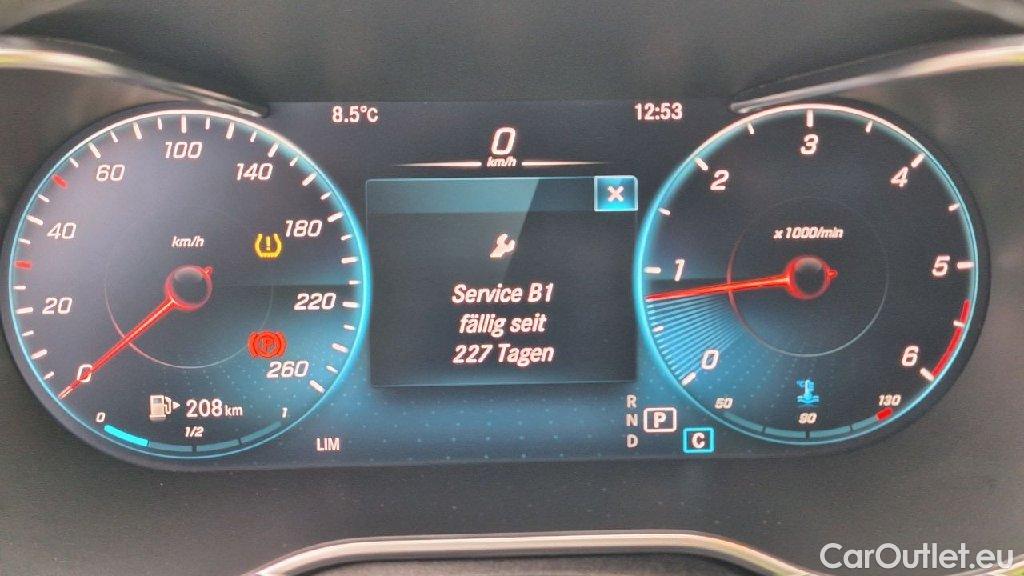 8.5°C
12:53
0
km/h
Service B1
fällig seit
227 Tagen
0
20
40
60
100
140
180
220
260
km/h
P
208 km
0
1/2
1
LIM
R
N
D
P
C
0
1
2
3
4
5
6
x 1000/min
50
90
130
CarOutlet.eu